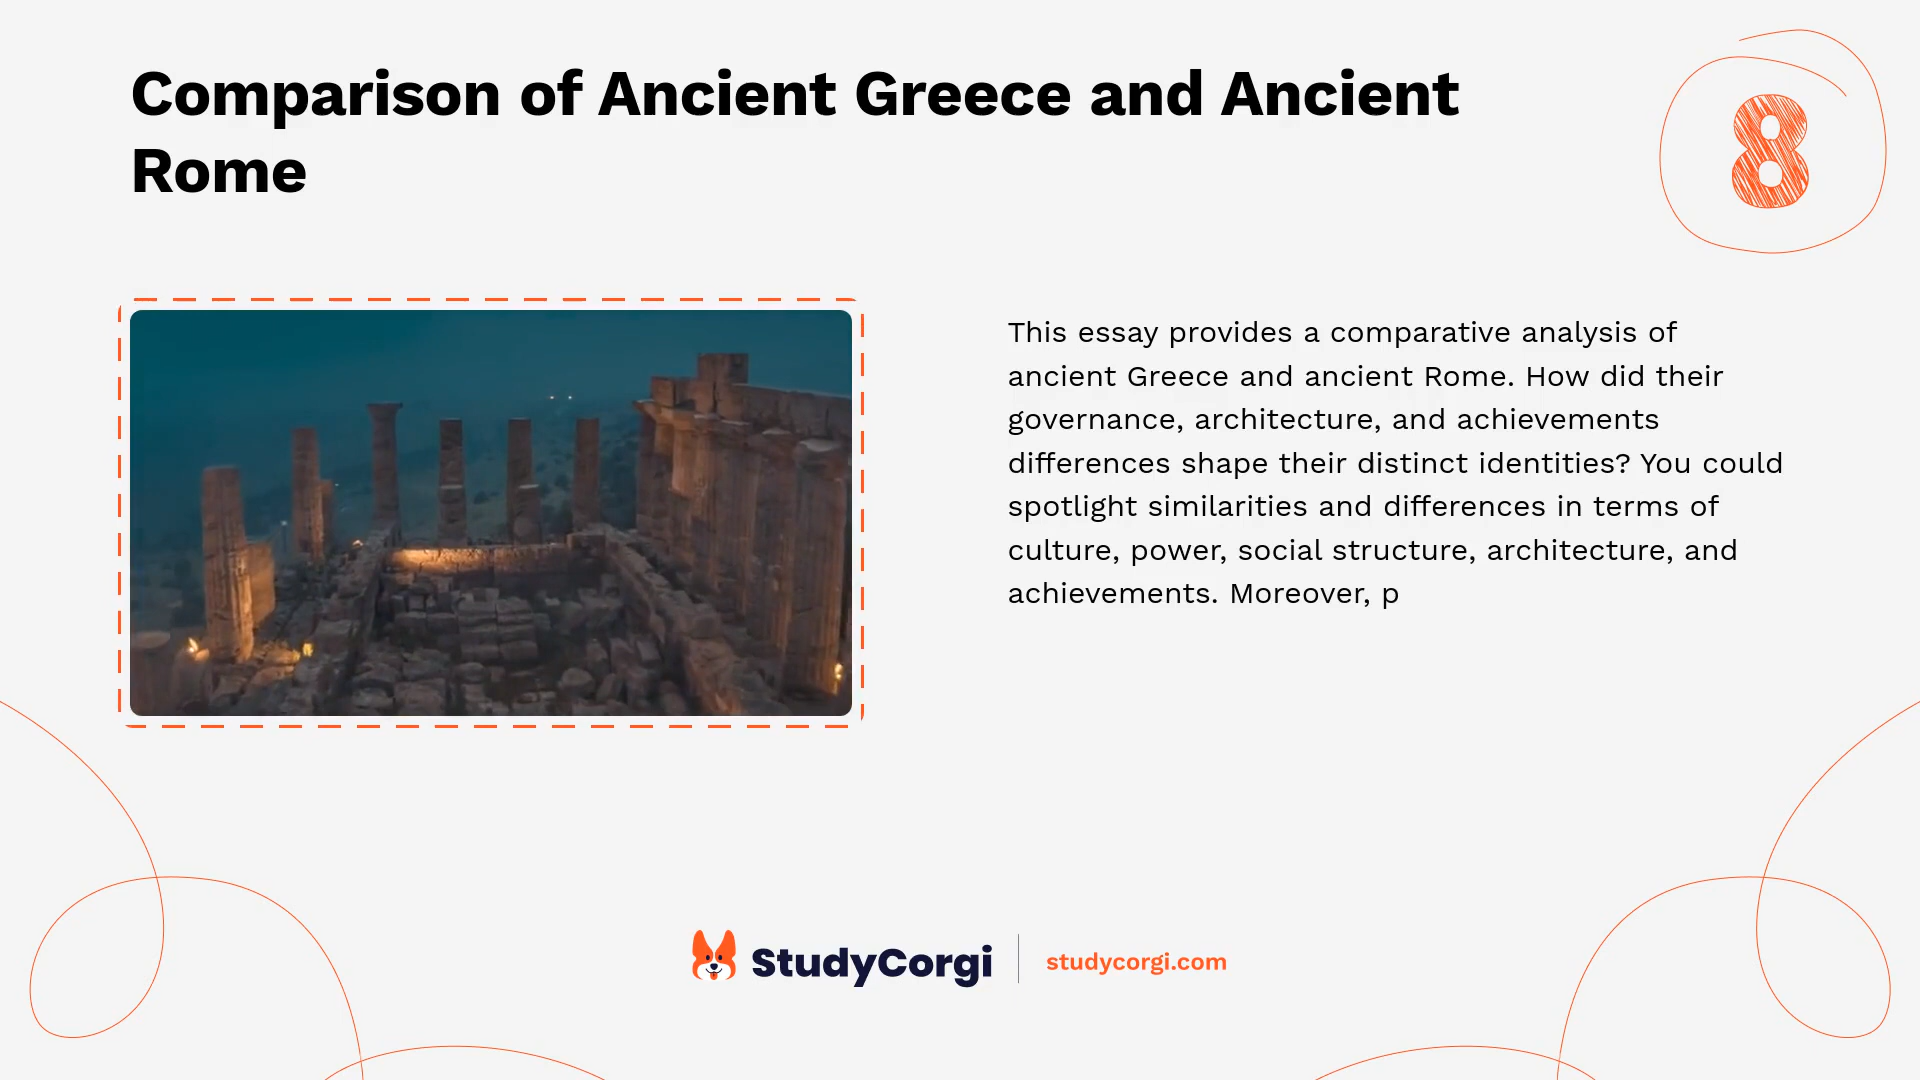 Comparison of Ancient Greece and Ancient
Rome
8
This essay provides a comparative analysis of
ancient Greece and ancient Rome. How did their
governance, architecture, and achievements
differences shape their distinct identities? You could
spotlight similarities and differences in terms of
culture, power, social structure, architecture, and
achievements. Moreover, p
StudyCorgi
studycorgi.com